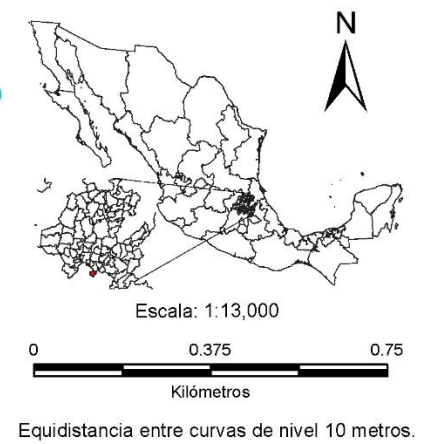 N
Escala: 1:13,000
0 0.375 0.75
Kilómetros
Equidistancia entre curvas de nivel 10 metros.